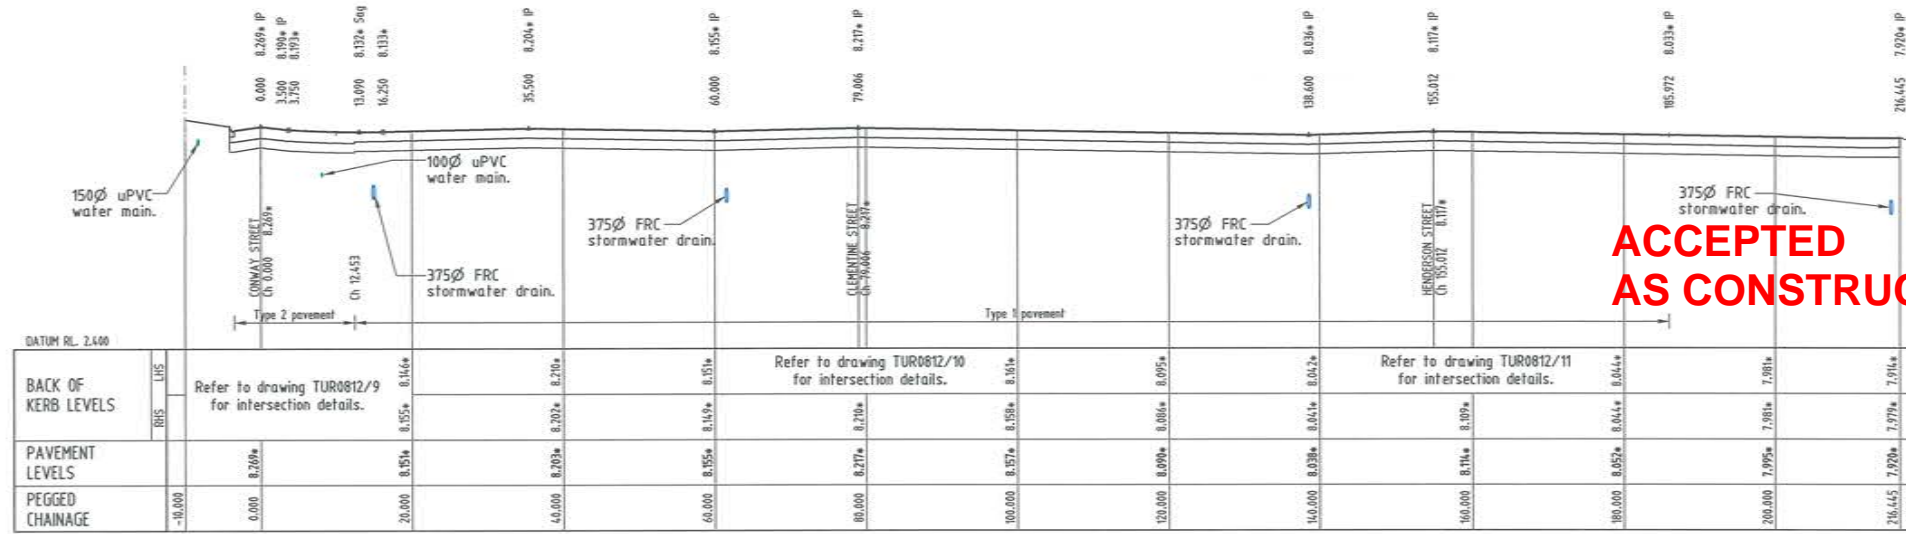 8.269* IP
8.190* IP
8.193*
8.132* Sag
8.133*
8.204* IP
8.155* IP
8.217* IP
8.036* IP
8.117* IP
8.033* IP
7.920* IP
0.000
3.500
3.750
13.090
16.250
35.500
60.000
79.006
138.600
155.012
185.972
216.445
150Ø uPVC
water main.
100Ø uPVC
water main.
375Ø FRC
stormwater drain.
375Ø FRC
stormwater drain.
375Ø FRC
stormwater drain.
375Ø FRC
stormwater drain.
CONWAY STREET
Ch 0.000 8.269*
Ch 12.453
CLEMENTINE STREET
Ch 79.006 8.217*
HENDERSON STREET
Ch 155.012 8.117*
ACCEPTED
AS CONSTRUC
Type 2 pavement
Type 1 pavement
DATUM RL. 2.400
BACK OF
KERB LEVELS
LHS
Refer to drawing TUR0812/9
for intersection details.
8.146*
8.210*
8.151*
Refer to drawing TUR0812/10
for intersection details.
8.161*
8.095*
8.042*
Refer to drawing TUR0812/11
for intersection details.
8.044*
7.981*
7.914*
RHS
8.155*
8.202*
8.149*
8.210*
8.158*
8.086*
8.041*
8.109*
8.044*
7.981*
7.979*
PAVEMENT
LEVELS
8.269*
8.151*
8.203*
8.155*
8.217*
8.157*
8.090*
8.038*
8.114*
8.052*
7.995*
7.920*
PEGGED
CHAINAGE
-10.000
0.000
20.000
40.000
60.000
80.000
100.000
120.000
140.000
160.000
180.000
200.000
216.445